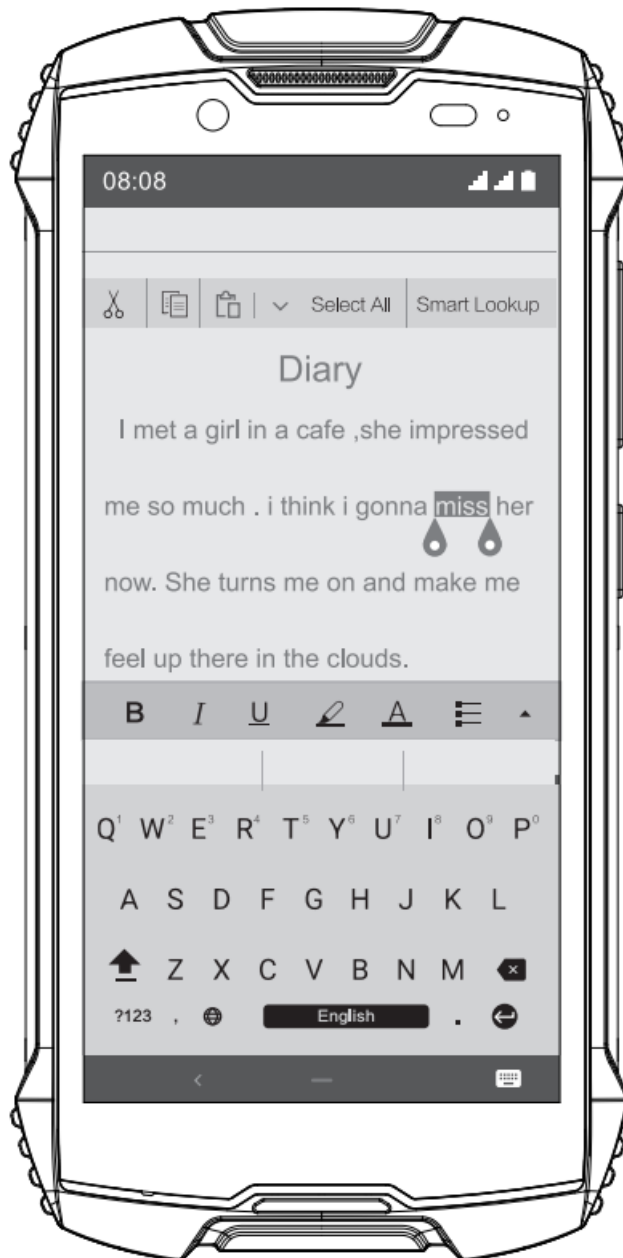 08:08
Select All Smart Lookup
Diary
I met a girl in a cafe ,she impressed
me so much . i think i gonna miss her
now. She turns me on and make me
feel up there in the clouds.
B I U A
Q1 W2 E3 R4 T5 Y6 U7 I8 O9 P0
A S D F G H J K L
Z X C V B N M
?123 , English .